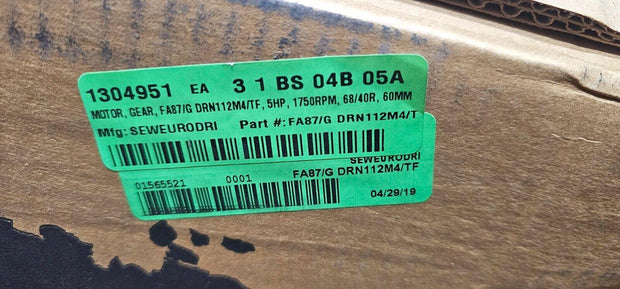 1304951 EA 3 1 BS 04B 05A
MOTOR, GEAR, FA87/G DRN112M4/TF, 5HP, 1750RPM, 68/40R, 60MM
Mfg: SEWEURODRI Part #: FA87/G DRN112M4/T
SEWEURODRI
01565521 0001 FA87/G DRN112M4/TF
04/29/19